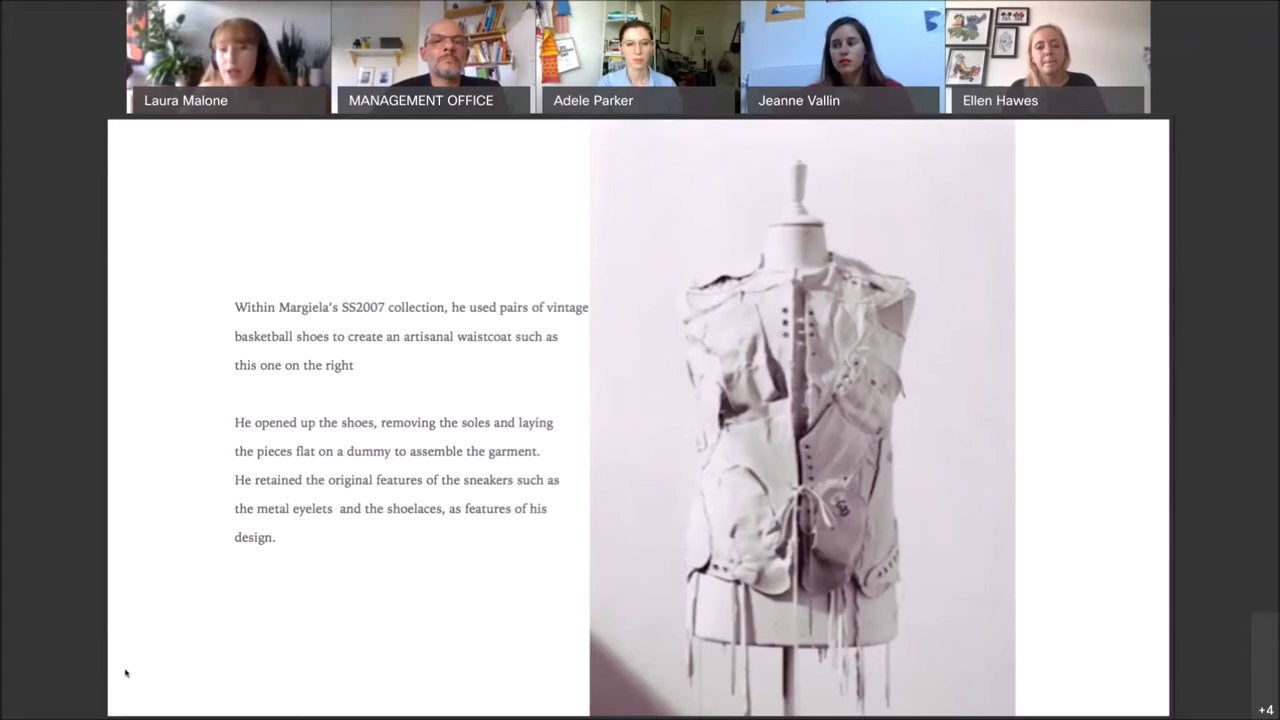 Laura Malone
MANAGEMENT OFFICE
Adele Parker
Jeanne Vallin
Ellen Hawes
Within Margiela's SS2007 collection, he used pairs of vintage
basketball shoes to create an artisanal waistcoat such as
this one on the right
He opened up the shoes, removing the soles and laying
the pieces flat on a dummy to assemble the garment.
He retained the original features of the sneakers such as
the metal eyelets  and the shoelaces, as features of his
design.
+4